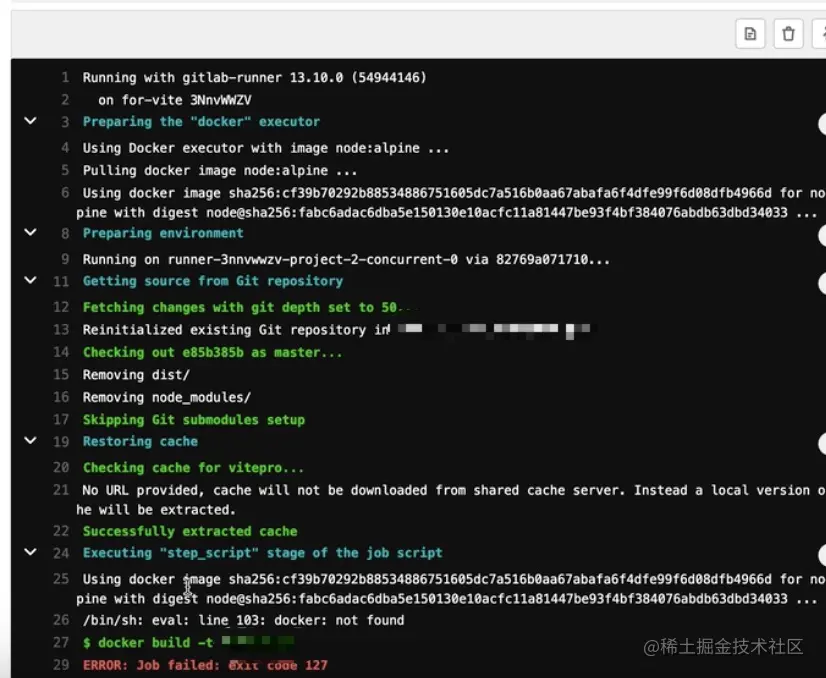 1 Running with gitlab-runner 13.10.0 (54944146)
2 on for-vite 3NnvWWZV
3 Preparing the "docker" executor
4 Using Docker executor with image node:alpine ...
5 Pulling docker image node:alpine ...
6 Using docker image sha256:cf39b70292b88534886751605dc7a516b0aa67abafa6f4dfe99f6d08dfb4966d for no
pine with digest node@sha256:fabc6adac6dba5e150130e10acfc11a81447be93f4bf384076abdb63dbd34033 ...
8 Preparing environment
9 Running on runner-3nnvwwzv-project-2-concurrent-0 via 82769a071710...
11 Getting source from Git repository
12 Fetching changes with git depth set to 50...
13 Reinitialized existing Git repository in
14 Checking out e85b385b as master...
15 Removing dist/
16 Removing node_modules/
17 Skipping Git submodules setup
19 Restoring cache
20 Checking cache for vitepro...
21 No URL provided, cache will not be downloaded from shared cache server. Instead a local version o
he will be extracted.
22 Successfully extracted cache
24 Executing "step_script" stage of the job script
25 Using docker image sha256:cf39b70292b88534886751605dc7a516b0aa67abafa6f4dfe99f6d08dfb4966d for no
pine with digest node@sha256:fabc6adac6dba5e150130e10acfc11a81447be93f4bf384076abdb63dbd34033 ...
26 /bin/sh: eval: line 103: docker: not found
27 $ docker build -t
29 ERROR: Job failed: exit code 127
@稀土掘金技术社区